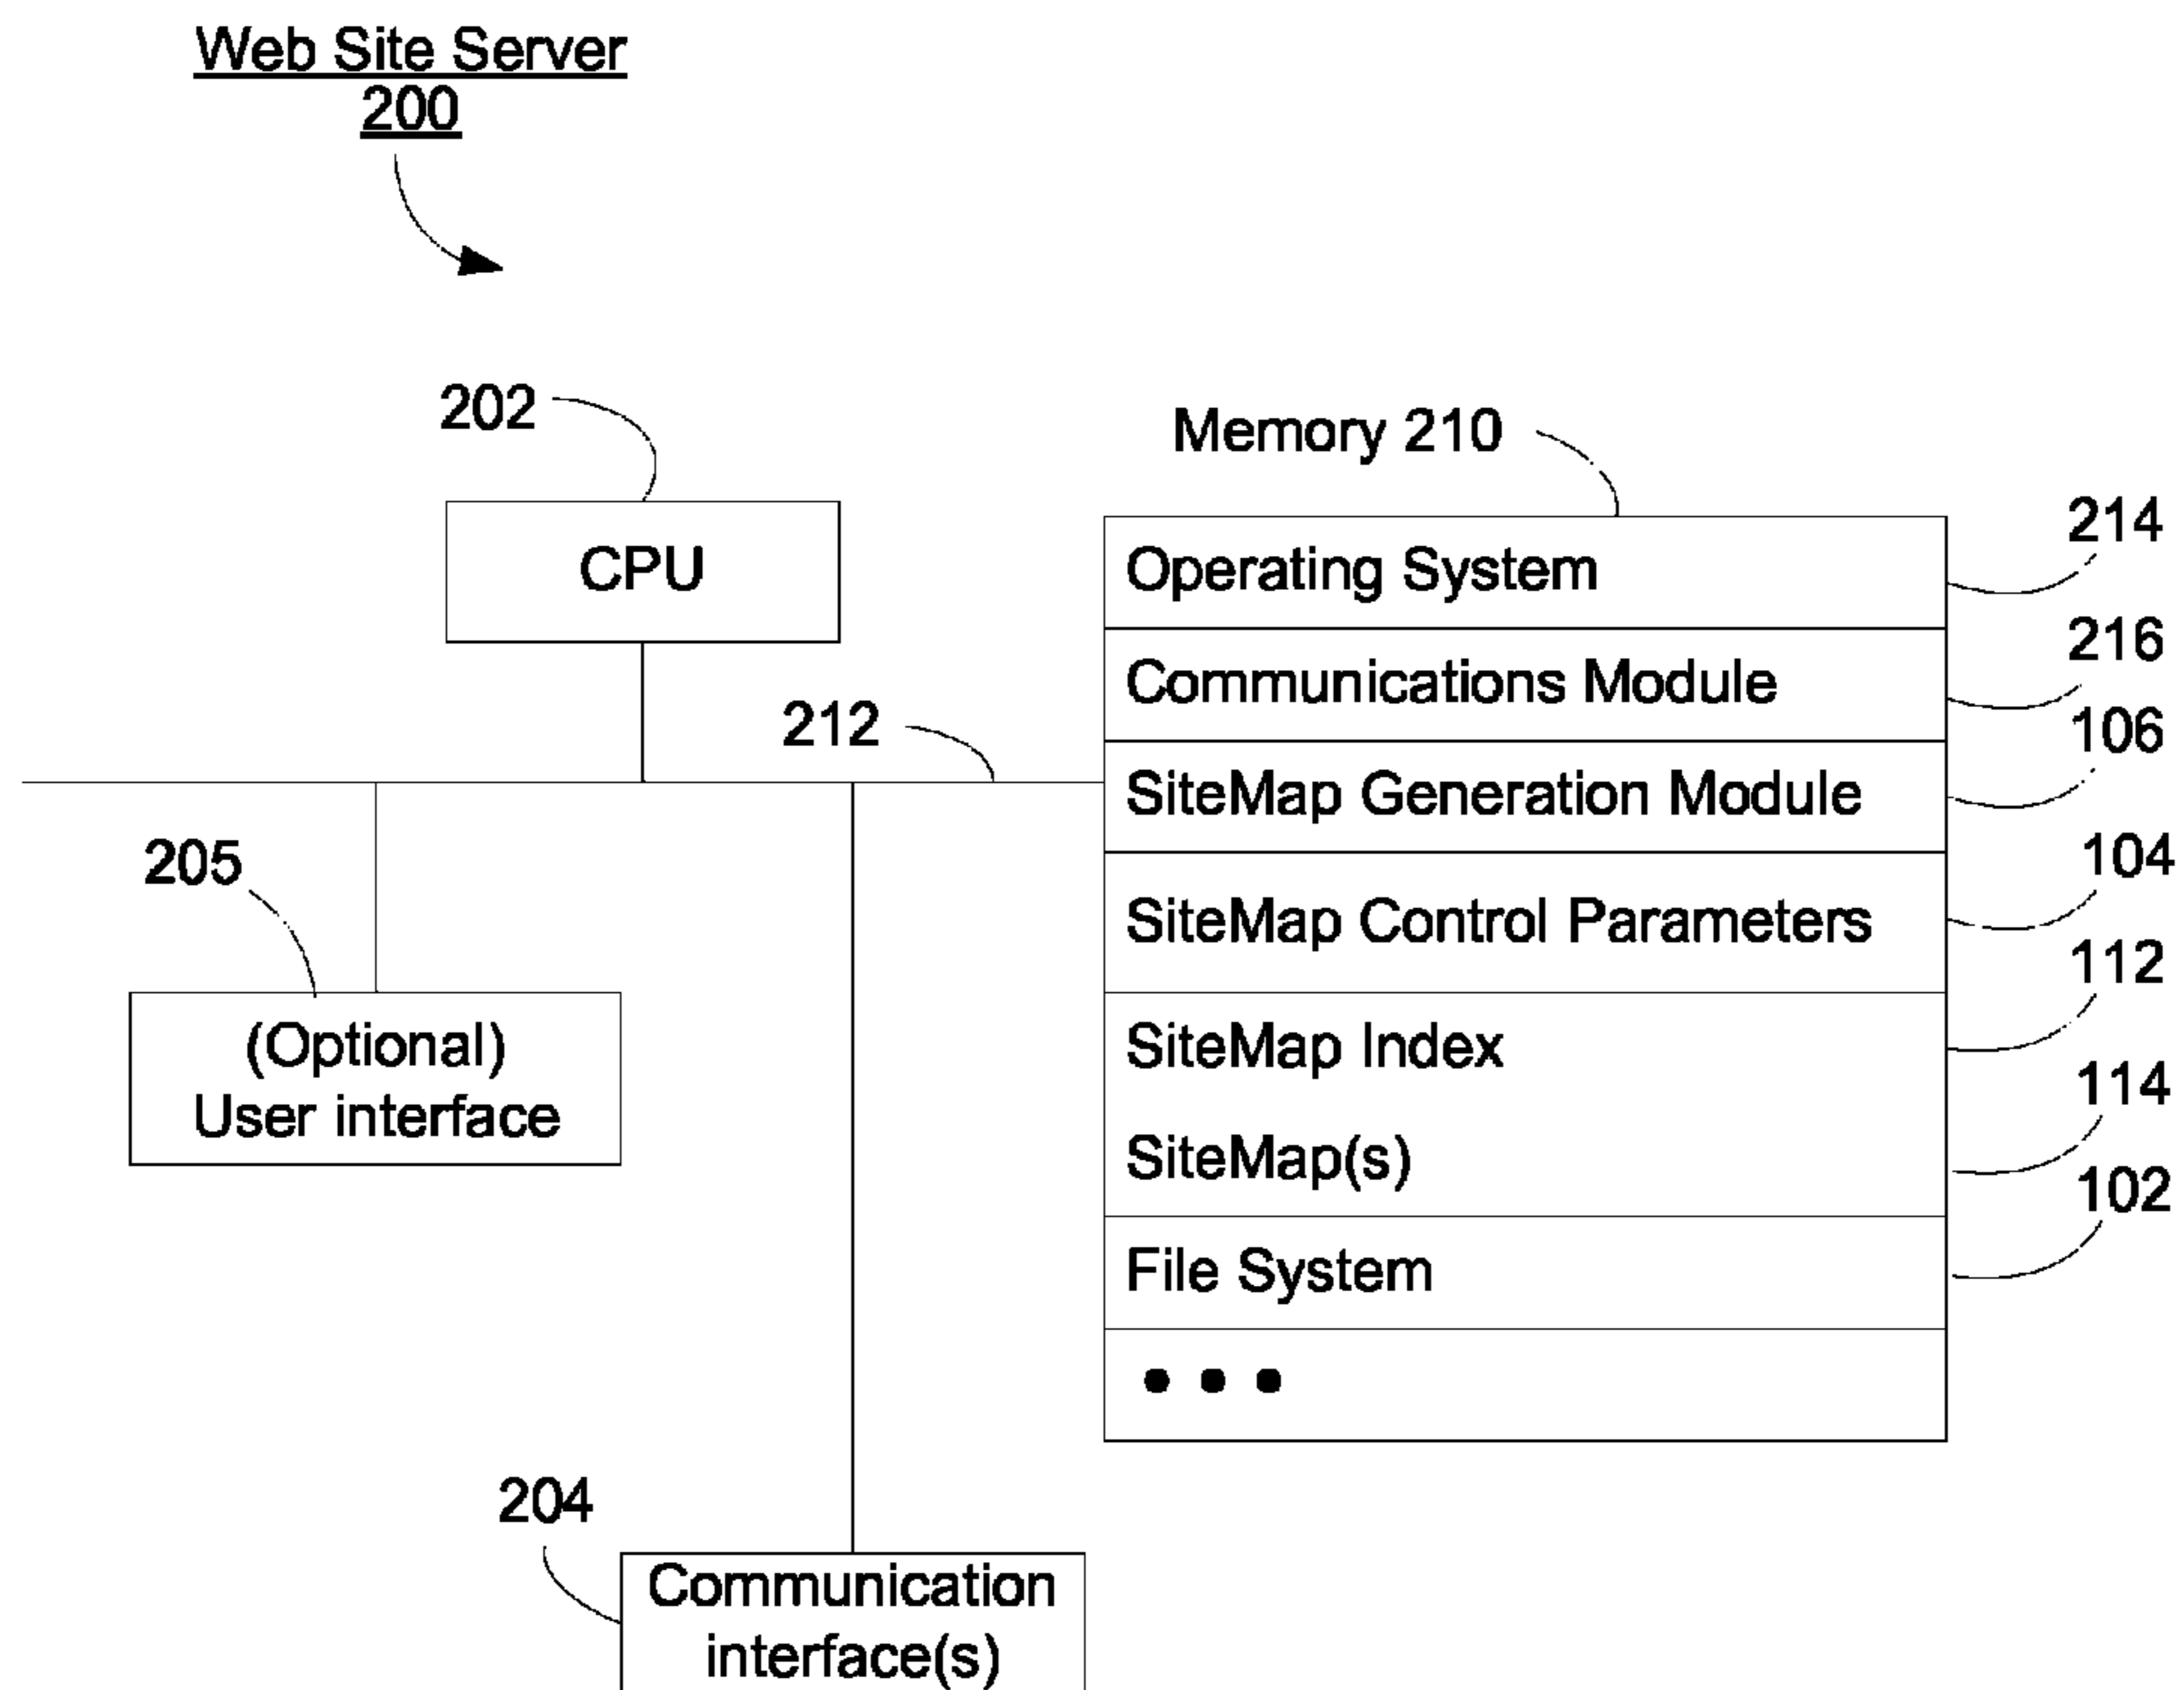 Web Site Server
200
202
CPU
Memory 210
Operating System
214
Communications Module
216
212
SiteMap Generation Module
106
205
SiteMap Control Parameters
104
(Optional)
User interface
SiteMap Index
112
SiteMap(s)
114
File System
102
• • •
204
Communication
interface(s)